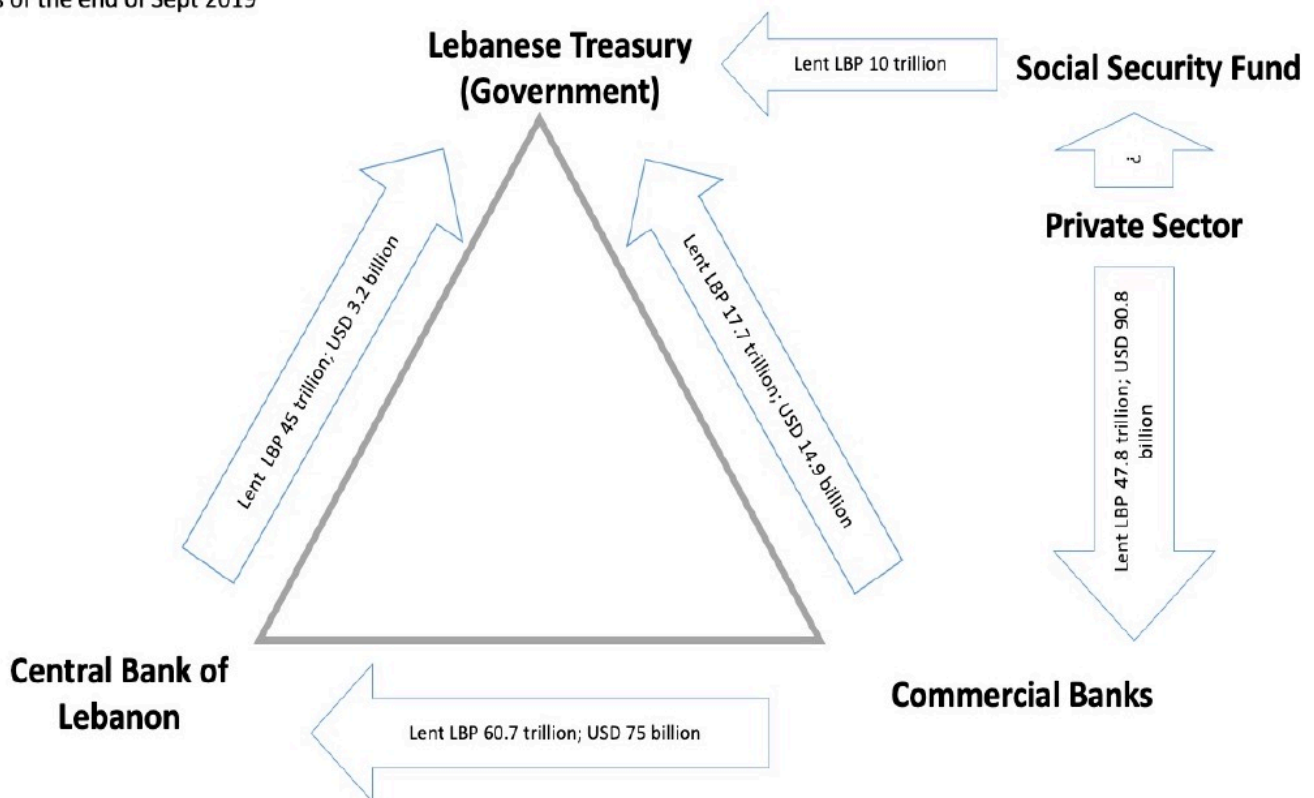 s of the end of Sept 2019
Lebanese Treasury
(Government)
Lent LBP 10 trillion
Social Security Fund
?
Private Sector
Lent LBP 45 trillion; USD 3.2 billion
Lent LBP 17.7 trillion; USD 14.9 billion
Lent LBP 47.8 trillion; USD 90.8
billion
Central Bank of
Lebanon
Lent LBP 60.7 trillion; USD 75 billion
Commercial Banks